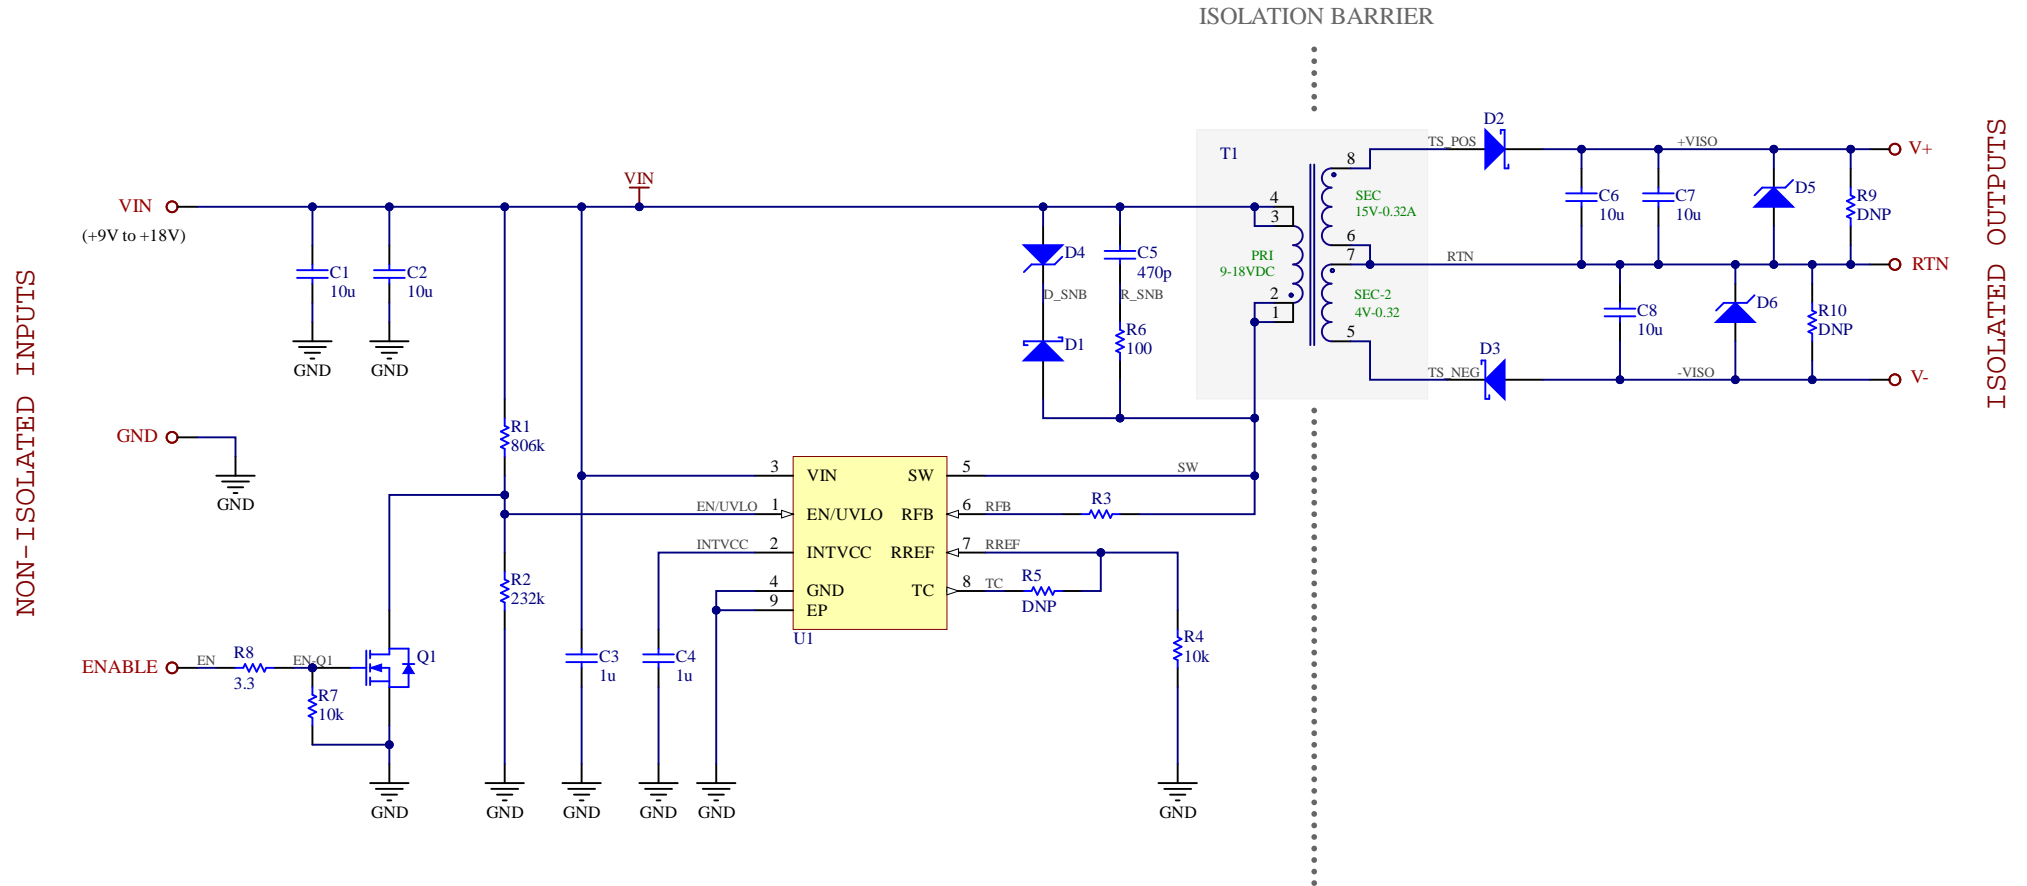 ISOLATION BARRIER
NON-ISOLATED INPUTS
ISOLATED OUTPUTS
VIN
(+9V to +18V)
C1
10u
GND
C2
10u
GND
GND
GND
VIN
R1
806k
R2
232k
GND
ENABLE
EN
R8
3.3
EN-Q1
R7
10k
Q1
GND
C3
1u
GND
C4
1u
GND
GND
EN/UVLO
INTVCC
3
1
2
4
9
VIN
EN/UVLO
INTVCC
GND
EP
SW
RFB
RREF
TC
U1
5
6
7
8
SW
RFB
RREF
TC
R3
R5
DNP
R4
10k
GND
D4
D_SNB
D1
C5
470p
R_SNB
R6
100
T1
4
3
2
1
PRI
9-18VDC
8
6
7
5
SEC
15V-0.32A
SEC-2
4V-0.32
TS_POS
D2
+VISO
V+
C6
10u
C7
10u
D5
R9
DNP
RTN
RTN
C8
10u
D6
R10
DNP
TS_NEG
D3
-VISO
V-